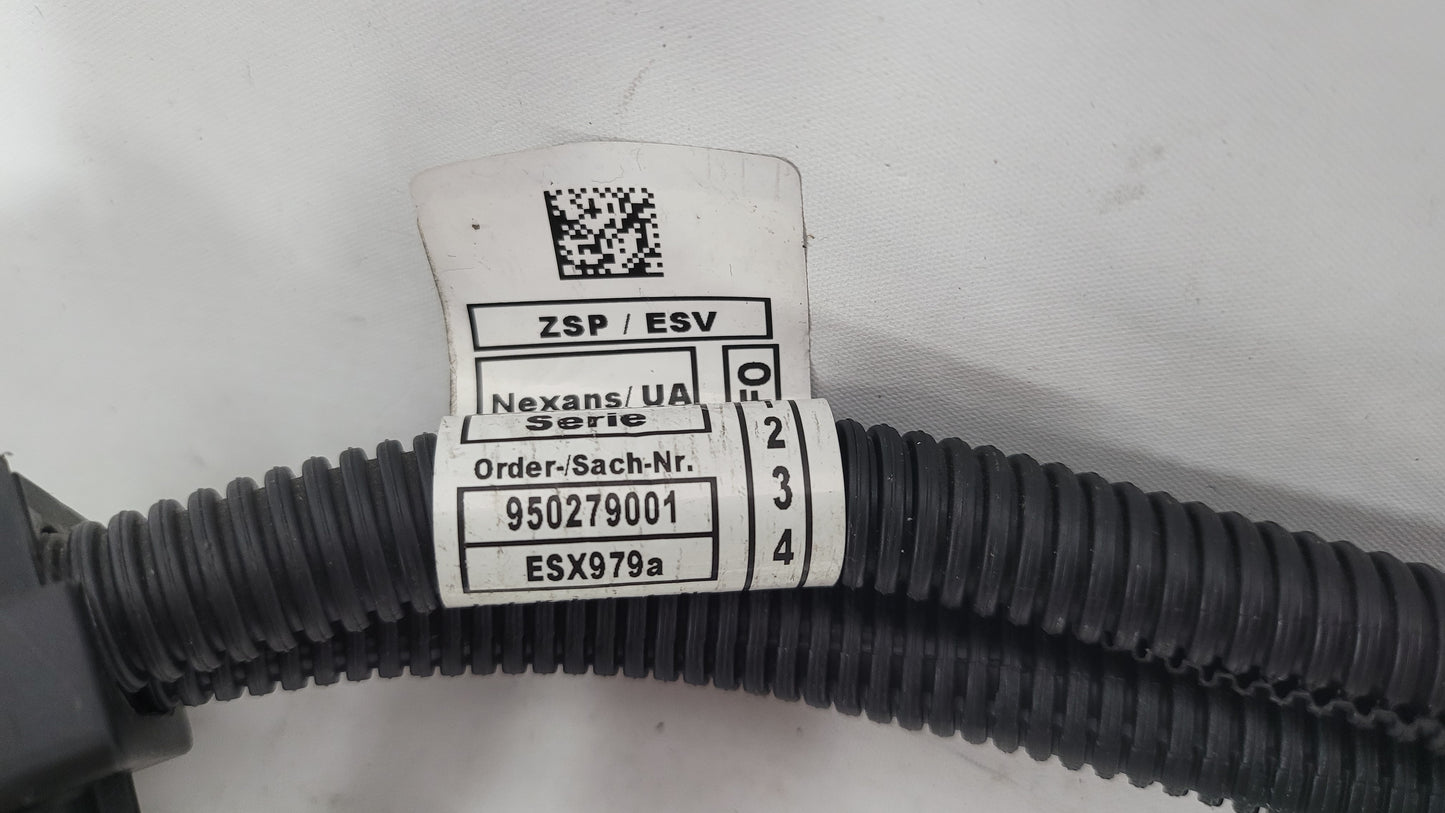 ZSP / ESV
Nexans/ UA
Serie
Order-/Sach-Nr.
950279001
ESX979a
2
3
4